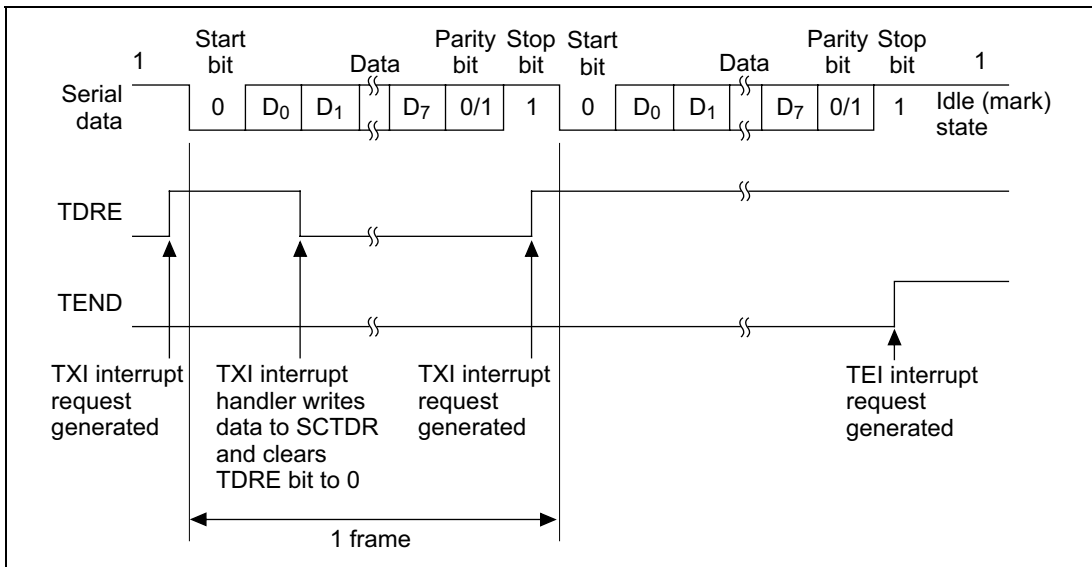 1
Start
bit
Data
Parity
bit
Stop
bit
Start
bit
Data
Parity
bit
Stop
bit
1
Serial
data
0 D0 D1 D7 0/1 1 0 D0 D1 D7 0/1 1
Idle (mark)
state
TDRE
TEND
TXI interrupt
request
generated
TXI interrupt
handler writes
data to SCTDR
and clears
TDRE bit to 0
TXI interrupt
request
generated
TEI interrupt
request
generated
1 frame